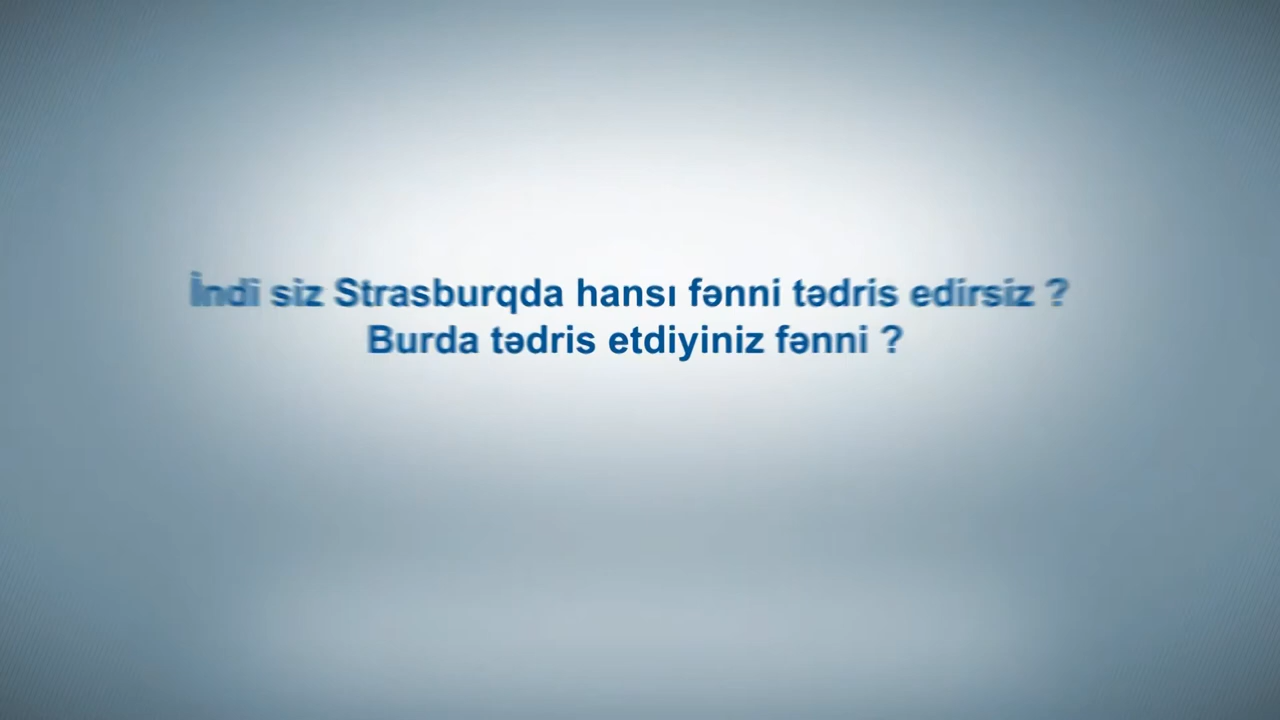 İndi siz Strasburqda hansı fənni tədris edirsiz ?
Burda tədris etdiyiniz fənni ?